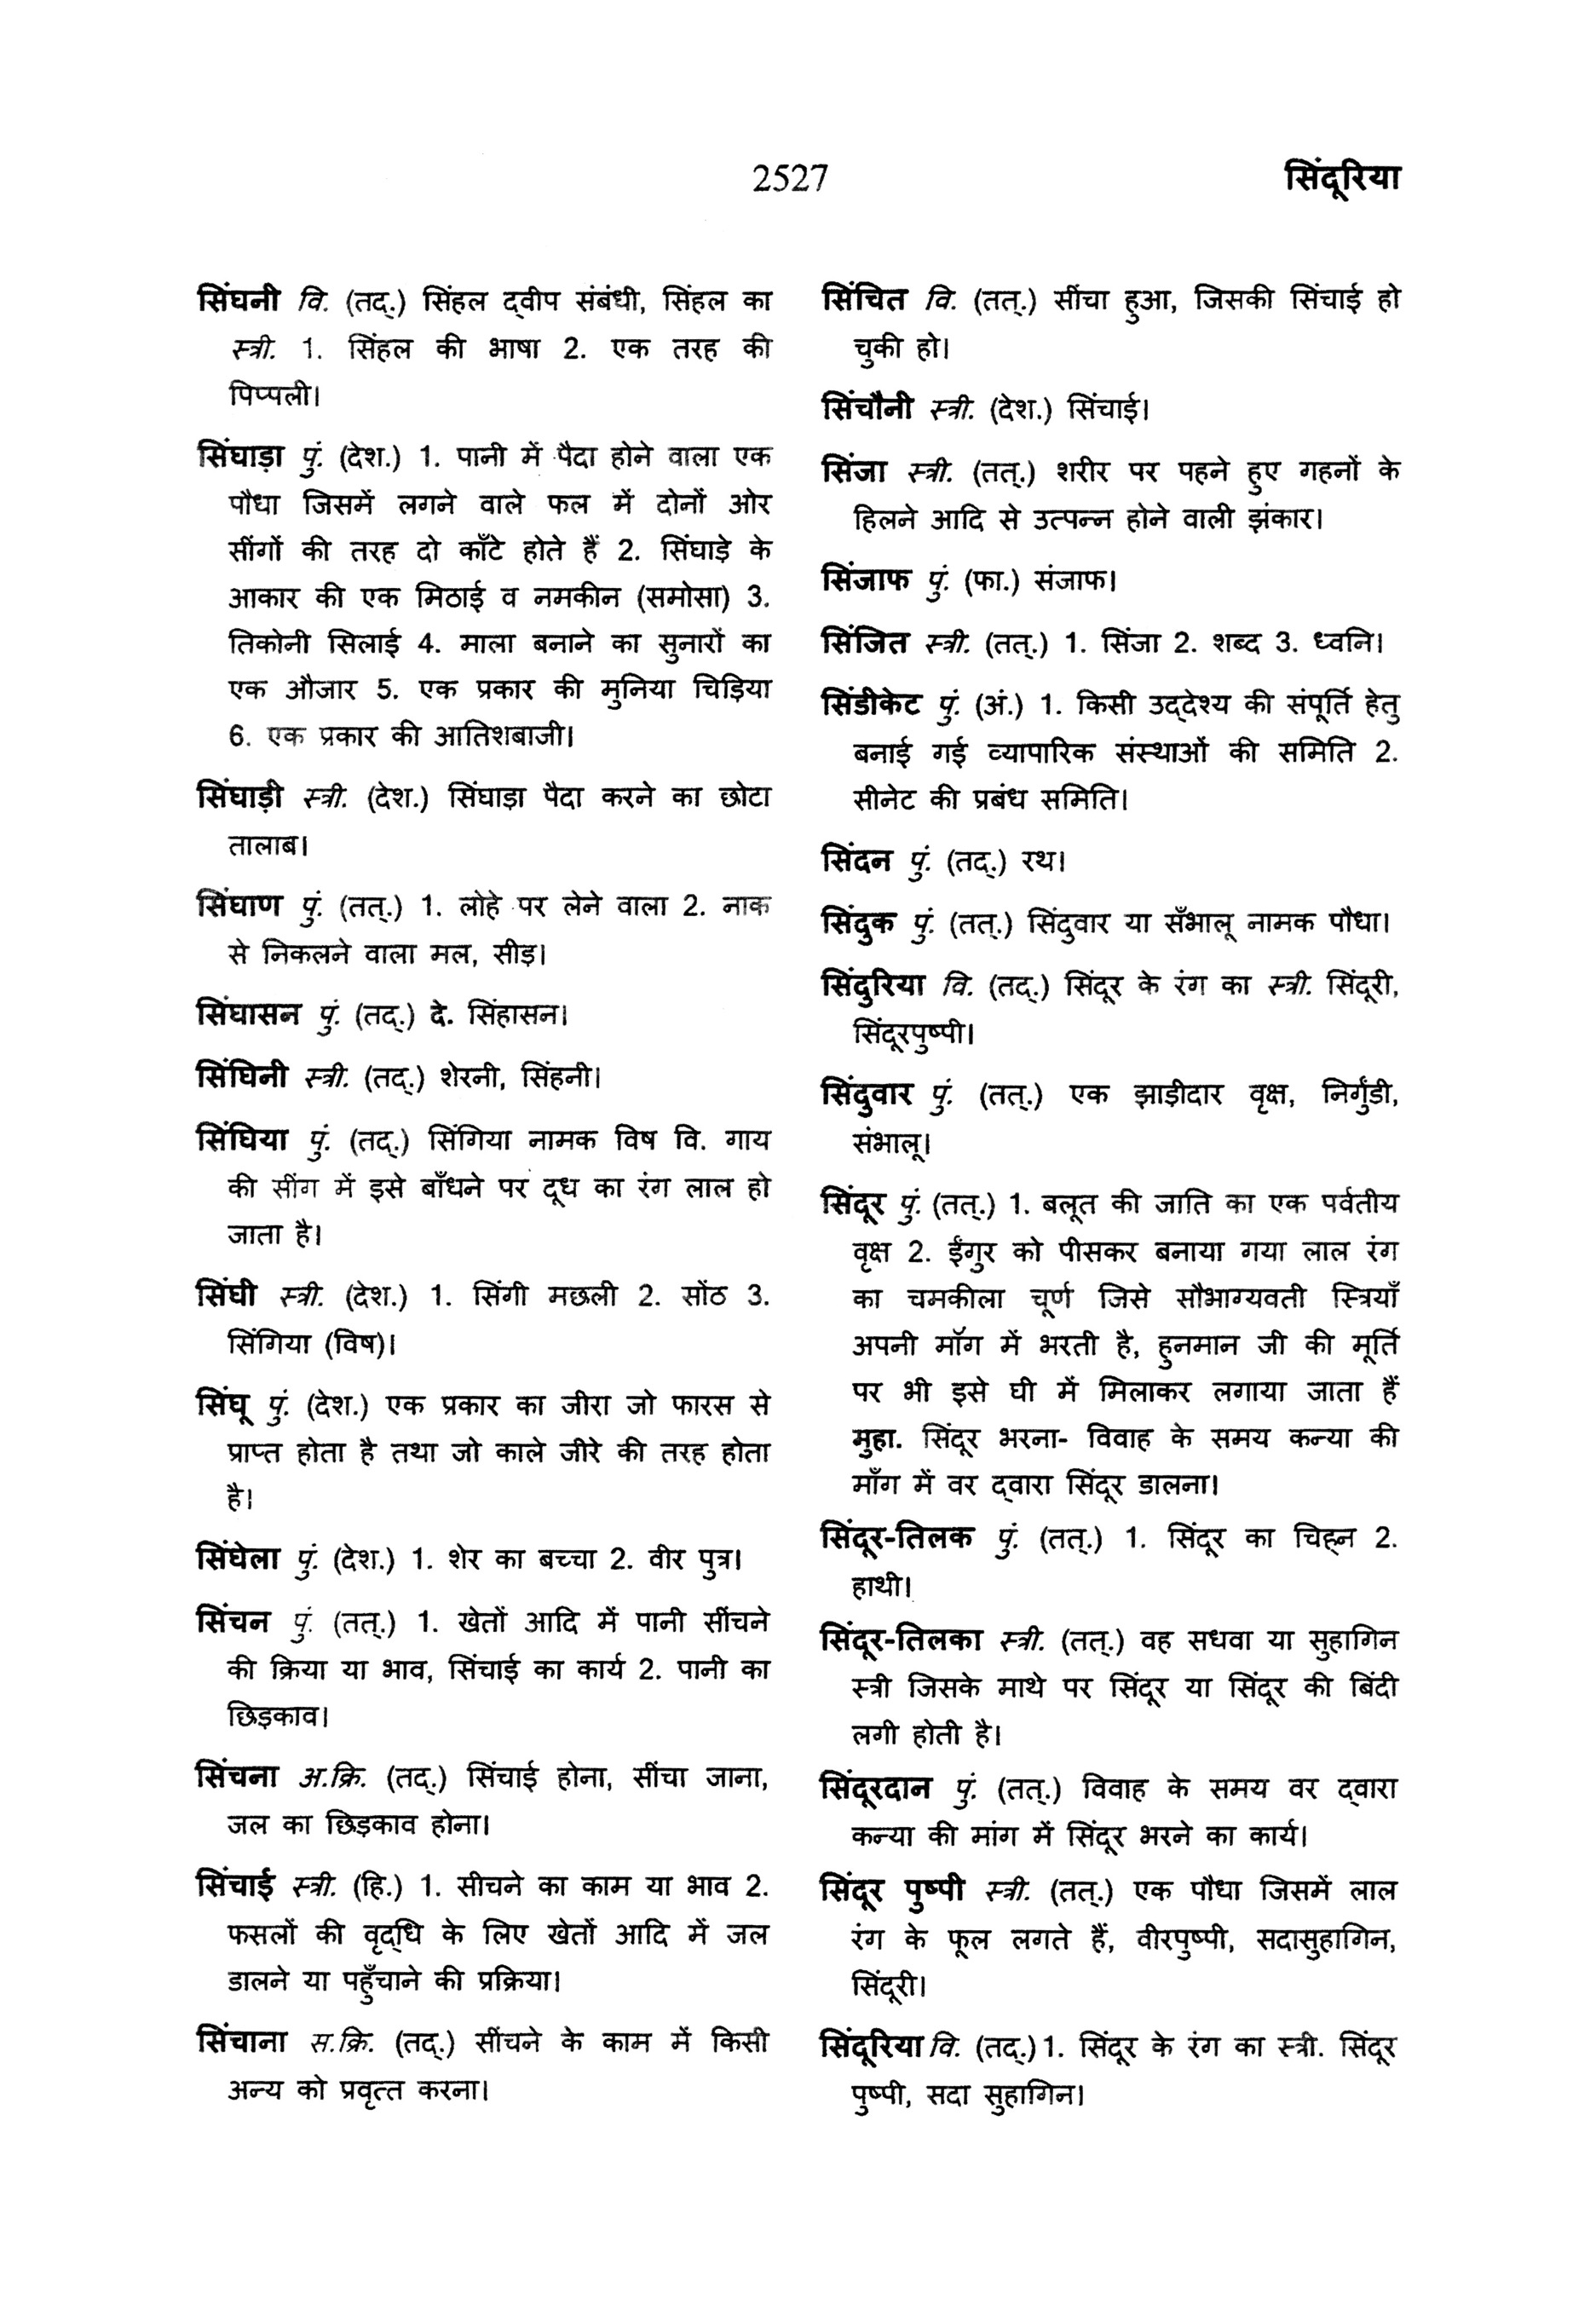 2527
सिंदूरिया
सिंघनी वि. (तद्.) सिंहल द्‌वीप संबंधी, सिंहल का
स्त्री. 1. सिंहल की भाषा 2. एक तरह की
पिप्पली।
सिंघाड़ा पुं. (देश.) 1. पानी में पैदा होने वाला एक
पौधा जिसमें लगने वाले फल में दोनों ओर
सींगों की तरह दो काँटे होते हैं 2. सिंघाड़े के
आकार की एक मिठाई व नमकीन (समोसा) 3.
तिकोनी सिलाई 4. माला बनाने का सुनारों का
एक औजार 5. एक प्रकार की मुनिया चिड़िया
6. एक प्रकार की आतिशबाजी।
सिंघाड़ी स्त्री. (देश.) सिंघाड़ा पैदा करने का छोटा
तालाब।
सिंघाण पुं. (तत्.) 1. लोहे पर लेने वाला 2. नाक
से निकलने वाला मल, सीड़।
सिंघासन पुं. (तद्.) दे. सिंहासन।
सिंघिनी स्त्री. (तद्.) शेरनी, सिंहनी।
सिंघिया पुं. (तद्.) सिंगिया नामक विष वि. गाय
की सींग में इसे बाँधने पर दूध का रंग लाल हो
जाता है।
सिंघी स्त्री. (देश.) 1. सिंगी मछली 2. सोंठ 3.
सिंगिया (विष)।
सिंघू पुं. (देश.) एक प्रकार का जीरा जो फारस से
प्राप्त होता है तथा जो काले जीरे की तरह होता
है।
सिंघेला पुं. (देश.) 1. शेर का बच्चा 2. वीर पुत्र।
सिंचन पुं. (तत्.) 1. खेतों आदि में पानी सींचने
की क्रिया या भाव, सिंचाई का कार्य 2. पानी का
छिड़काव।
सिंचना अ.क्रि. (तद्.) सिंचाई होना, सींचा जाना,
जल का छिड़काव होना।
सिंचाई स्त्री. (हि.) 1. सीचने का काम या भाव 2.
फसलों की वृद्‌धि के लिए खेतों आदि में जल
डालने या पहुँचाने की प्रक्रिया।
सिंचाना स.क्रि. (तद्.) सींचने के काम में किसी
अन्य को प्रवृत्त करना।
सिंचित वि. (तत्.) सींचा हुआ, जिसकी सिंचाई हो
चुकी हो।
सिंचौनी स्त्री. (देश.) सिंचाई।
सिंजा स्त्री. (तत्.) शरीर पर पहने हुए गहनों के
हिलने आदि से उत्पन्न होने वाली झंकार।
सिंजाफ पुं. (फा.) संजाफ।
सिंजित स्त्री. (तत्.) 1. सिंजा 2. शब्द 3. ध्वनि।
सिंडीकेट पुं. (अं.) 1. किसी उद्‌देश्य की संपूर्ति हेतु
बनाई गई व्यापारिक संस्थाओं की समिति 2.
सीनेट की प्रबंध समिति।
सिंदन पुं. (तद्.) रथ।
सिंदुक पुं. (तत्.) सिंदुवार या सँभालू नामक पौधा।
सिंदुरिया वि. (तद्.) सिंदूर के रंग का स्त्री. सिंदूरी,
सिंदूरपुष्पी।
सिंदुवार पुं. (तत्.) एक झाड़ीदार वृक्ष, निर्गुंडी,
संभालू।
सिंदूर पुं. (तत्.) 1. बलूत की जाति का एक पर्वतीय
वृक्ष 2. ईंगुर को पीसकर बनाया गया लाल रंग
का चमकीला चूर्ण जिसे सौभाग्यवती स्त्रियाँ
अपनी मॉग में भरती है, हुनमान जी की मूर्ति
पर भी इसे घी में मिलाकर लगाया जाता हैं
मुहा. सिंदूर भरना- विवाह के समय कन्या की
माँग में वर द्‌वारा सिंदूर डालना।
सिंदूर-तिलक पुं. (तत्.) 1. सिंदूर का चिह्‌न 2.
हाथी।
सिंदूर-तिलका स्त्री. (तत्.) वह सधवा या सुहागिन
स्त्री जिसके माथे पर सिंदूर या सिंदूर की बिंदी
लगी होती है।
सिंदूरदान पुं. (तत्.) विवाह के समय वर द्‌वारा
कन्या की मांग में सिंदूर भरने का कार्य।
सिंदूर पुष्पी स्त्री. (तत्.) एक पौधा जिसमें लाल
रंग के फूल लगते हैं, वीरपुष्पी, सदासुहागिन,
सिंदूरी।
सिंदूरिया वि. (तद्.) 1. सिंदूर के रंग का स्त्री. सिंदूर
पुष्पी, सदा सुहागिन।